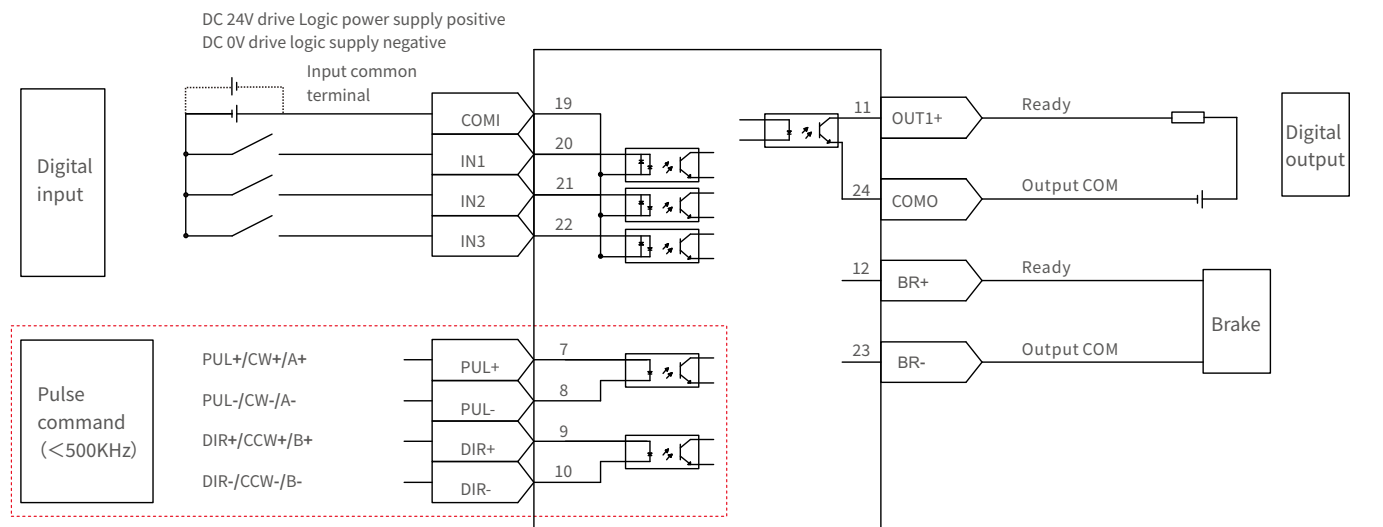 DC 24V drive Logic power supply positive
DC 0V drive logic supply negative
Input common
terminal
Digital
input
COMI
19
IN1
20
IN2
21
IN3
22
11
OUT1+
Ready
24
COMO
Output COM
Digital
output
12
BR+
Ready
23
BR-
Output COM
Brake
Pulse
command
(<500KHz)
PUL+/CW+/A+
PUL+
7
PUL-/CW-/A-
PUL-
8
DIR+/CCW+/B+
DIR+
9
DIR-/CCW-/B-
DIR-
10